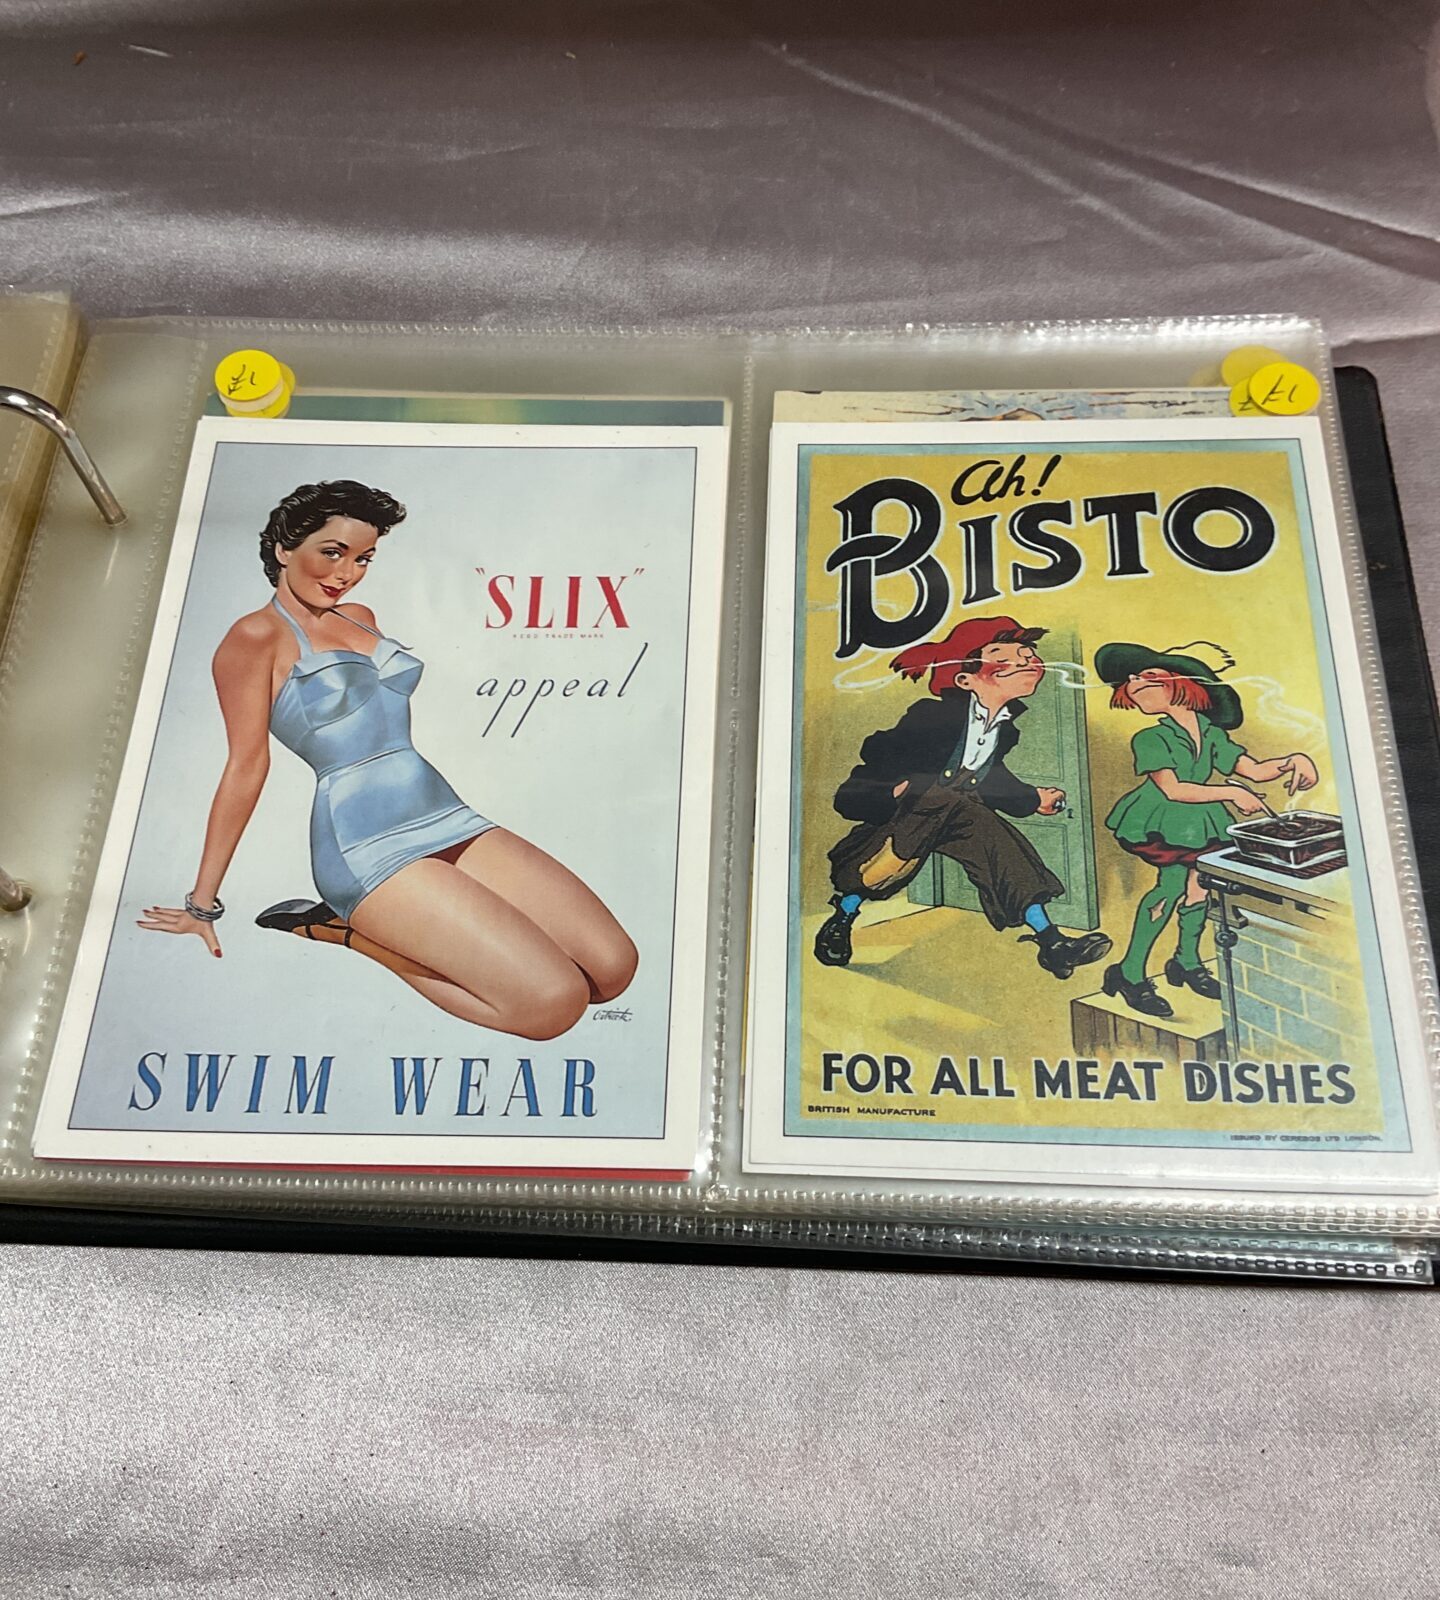 £1
"SLIX"
REGD TRADE MARK
appeal
SWIM WEAR
£1
Ah!
BISTO
FOR ALL MEAT DISHES
BRITISH MANUFACTURE
ISSUED BY CEREBOS LTD LONDON.